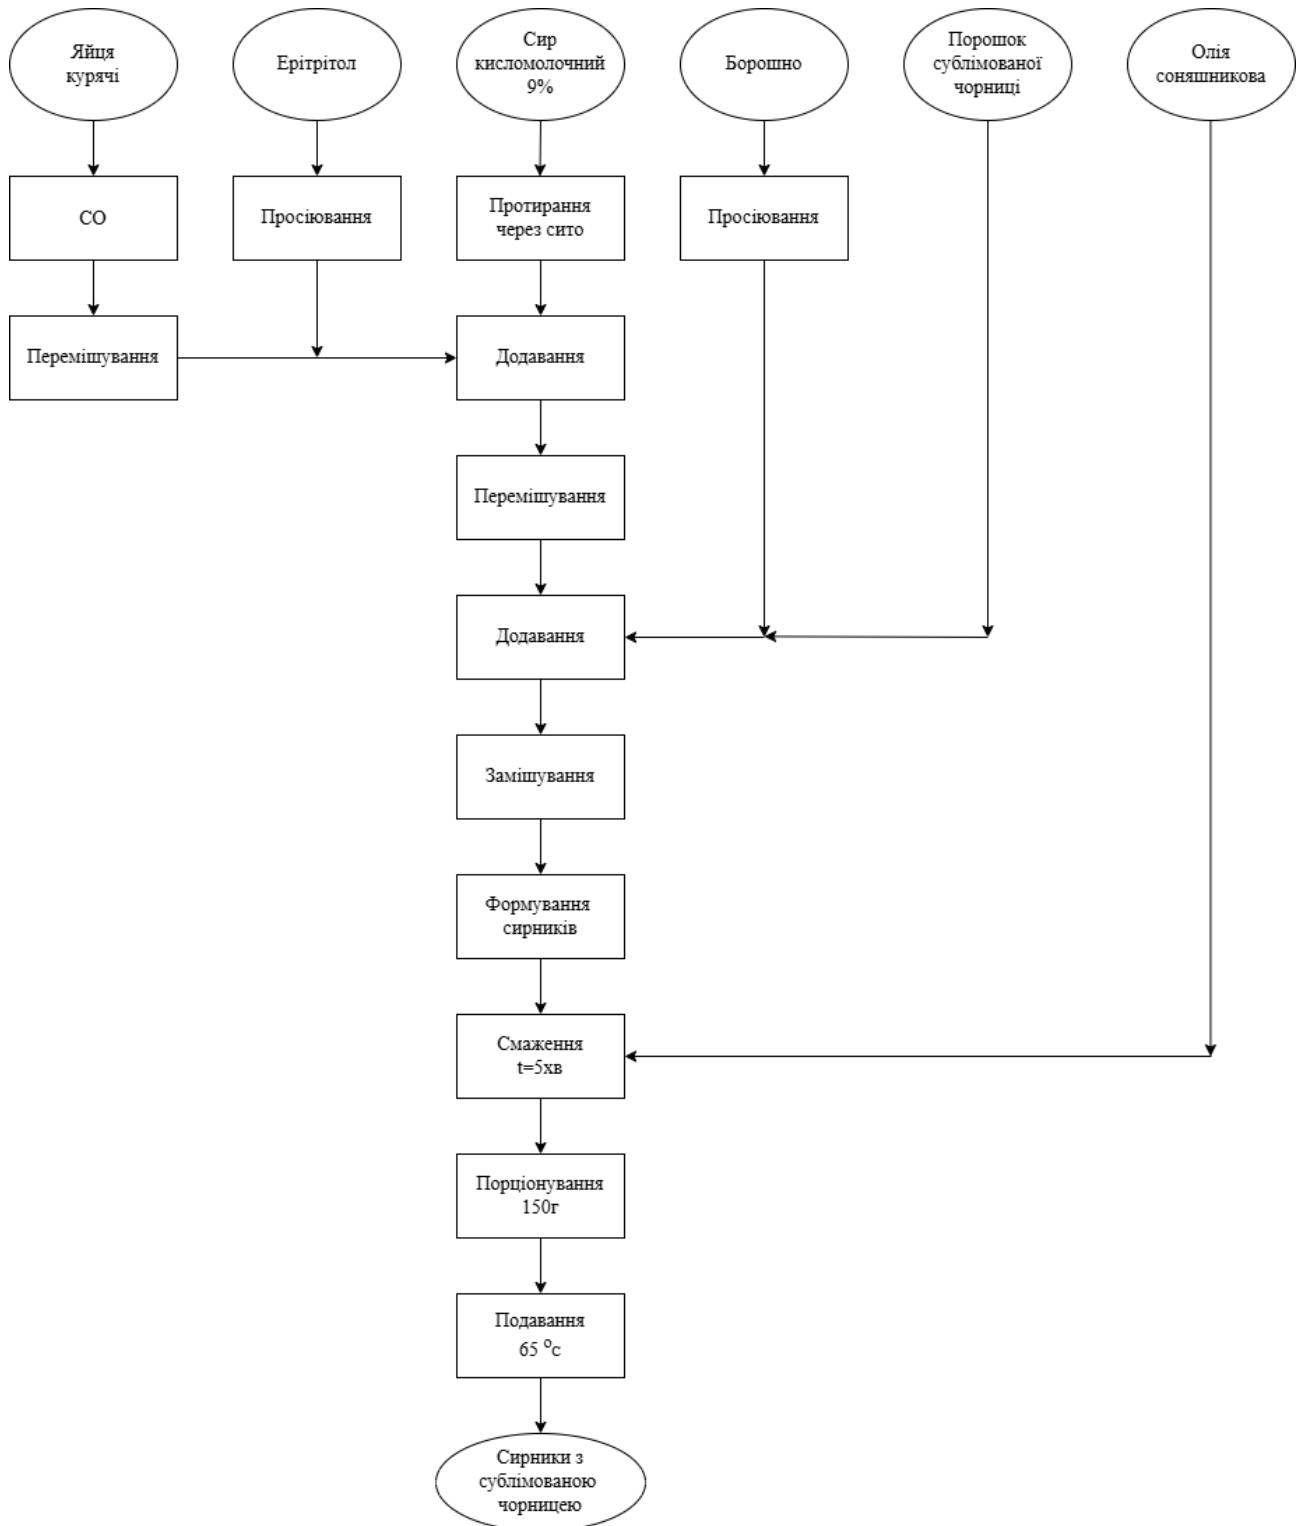 Яйця
курячі
Ерітрітол
Сир
кисломолочний
9%
Борошно
Порошок
сублімованої
чорниці
Олія
соняшникова
СО
Просіювання
Протирання
через сито
Просіювання
Перемішування
Додавання
Перемішування
Додавання
Замішування
Формування
сирників
Смаження
t=5хв
Порціонування
150г
Подавання
65 °с
Сирники з
сублімованою
чорницею